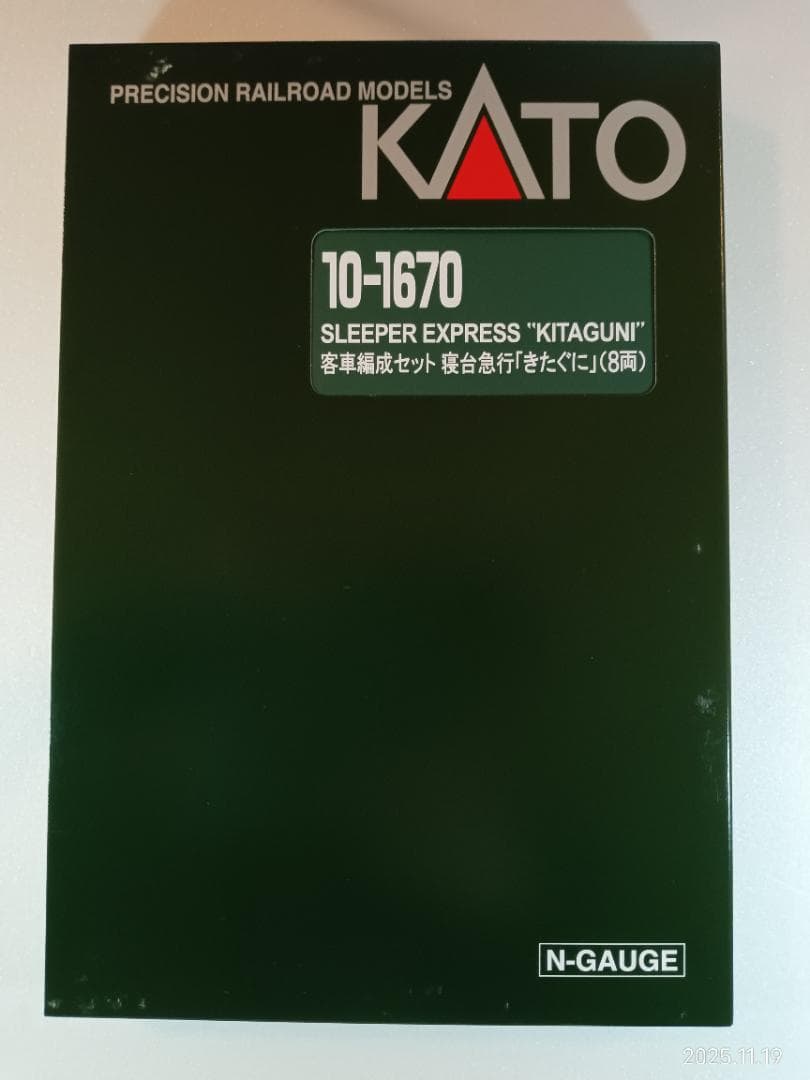 PRECISION RAILROAD MODELS
KATO
10-1670
SLEEPER EXPRESS "KITAGUNI"
客車編成セット 寝台急行「きたぐに」(8両)
N-GAUGE
2025.11.19